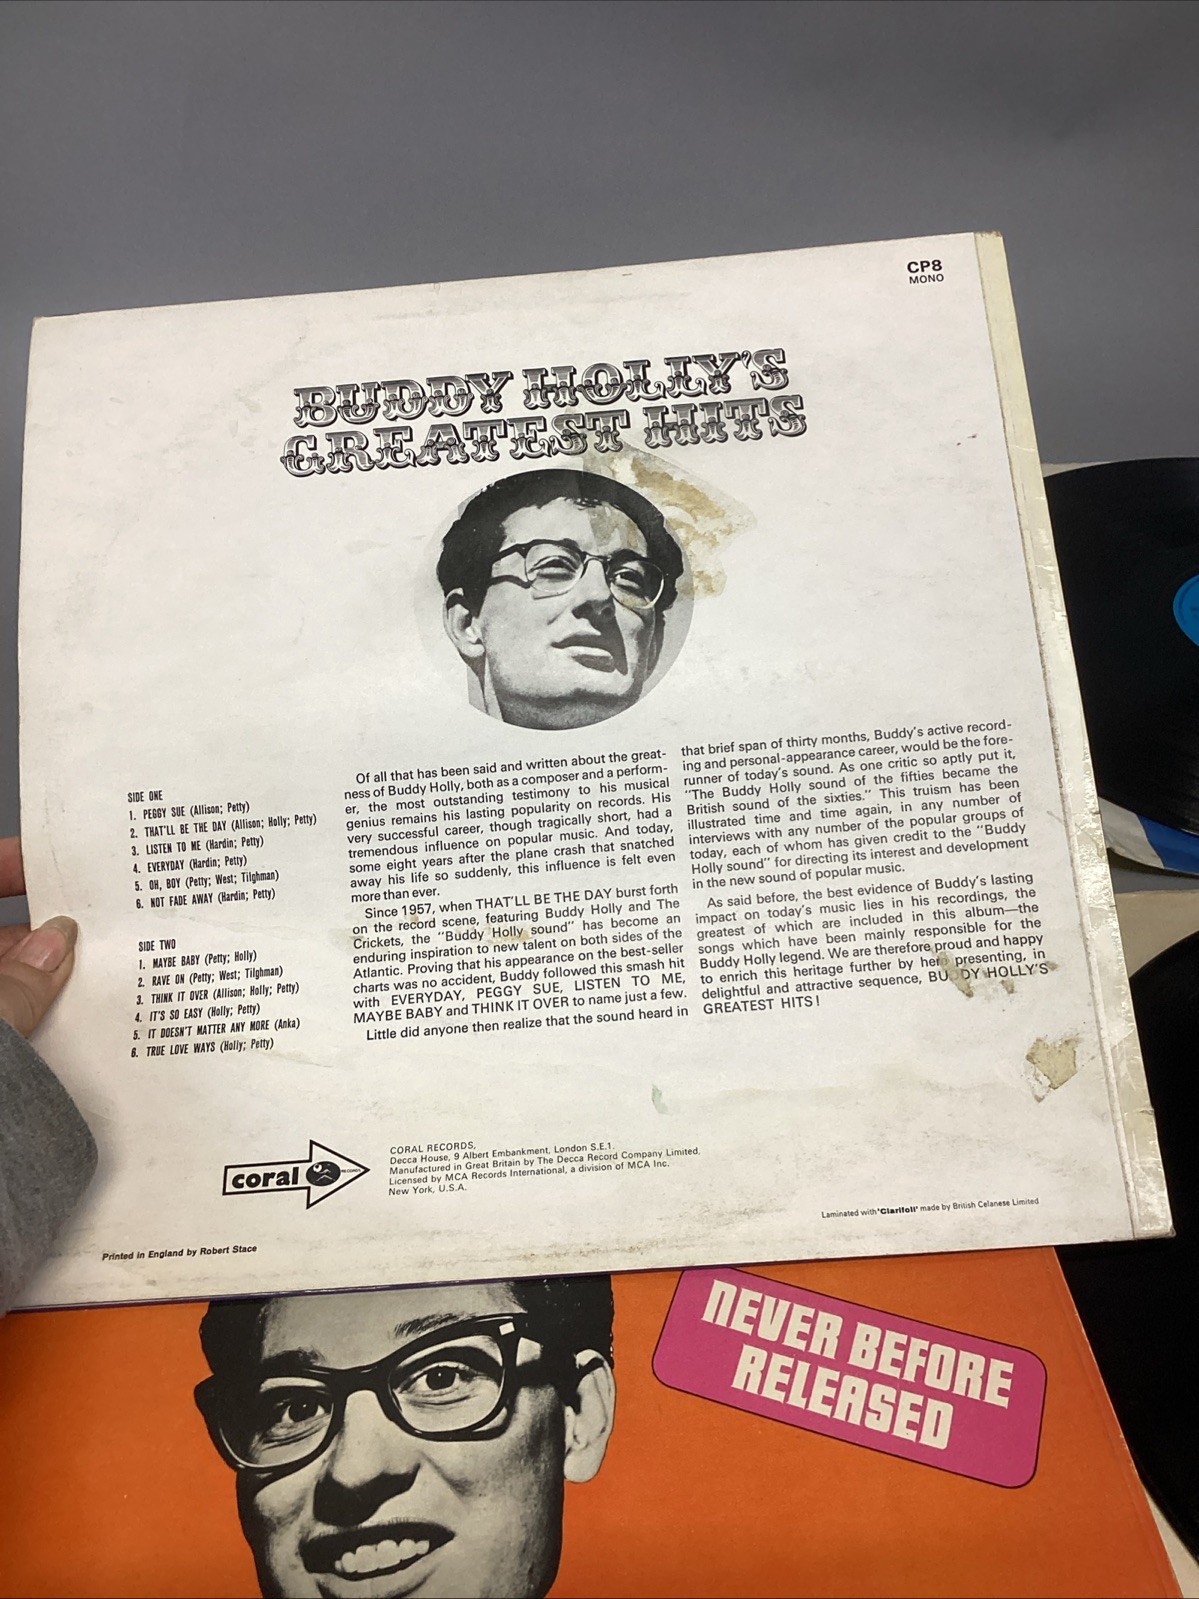 CP8
MONO
BUDDY HOLLY'S
GREATEST HITS
SIDE ONE
1. PEGGY SUE (Allison; Petty)
2. THAT'LL BE THE DAY (Allison; Holly; Petty)
3. LISTEN TO ME (Hardin; Petty)
4. EVERYDAY (Hardin; Petty)
5. OH, BOY (Petty; West; Tilghman)
6. NOT FADE AWAY (Hardin; Petty)
SIDE TWO
1. MAYBE BABY (Petty; Holly)
2. RAVE ON (Petty; West; Tilghman)
3. THINK IT OVER (Allison; Holly; Petty)
4. IT'S SO EASY (Holly; Petty)
5. IT DOESN'T MATTER ANY MORE (Anka)
6. TRUE LOVE WAYS (Holly; Petty)
Of all that has been said and written about the great-
ness of Buddy Holly, both as a composer and a perform-
er, the most outstanding testimony to his musical
genius remains his lasting popularity on records. His
very successful career, though tragically short, had a
tremendous influence on popular music. And today,
some eight years after the plane crash that snatched
away his life so suddenly, this influence is felt even
more than ever.
Since 1957, when THAT'LL BE THE DAY burst forth
on the record scene, featuring Buddy Holly and The
Crickets, the "Buddy Holly sound" has become an
enduring inspiration to new talent on both sides of the
Atlantic. Proving that his appearance on the best-seller
charts was no accident, Buddy followed this smash hit
with EVERYDAY, PEGGY SUE, LISTEN TO ME,
MAYBE BABY and THINK IT OVER to name just a few.
Little did anyone then realize that the sound heard in
that brief span of thirty months, Buddy's active record-
ing and personal-appearance career, would be the fore-
runner of today's sound. As one critic so aptly put it,
"The Buddy Holly sound of the fifties became the
British sound of the sixties." This truism has been
illustrated time and time again, in any number of
interviews with any number of the popular groups of
today, each of whom has given credit to the "Buddy
Holly sound" for directing its interest and development
in the new sound of popular music.
As said before, the best evidence of Buddy's lasting
impact on today's music lies in his recordings, the
greatest of which are included in this album—the
songs which have been mainly responsible for the
Buddy Holly legend. We are therefore proud and happy
to enrich this heritage further by here presenting, in
delightful and attractive sequence, BUDDY HOLLY'S
GREATEST HITS!
coral RECORDS
CORAL RECORDS,
Decca House, 9 Albert Embankment, London S.E.1.
Manufactured in Great Britain by The Decca Record Company Limited.
Licensed by MCA Records International, a division of MCA Inc.
New York, U.S.A.
Laminated with 'Clarifoil' made by British Celanese Limited
Printed in England by Robert Stace
NEVER BEFORE
RELEASED